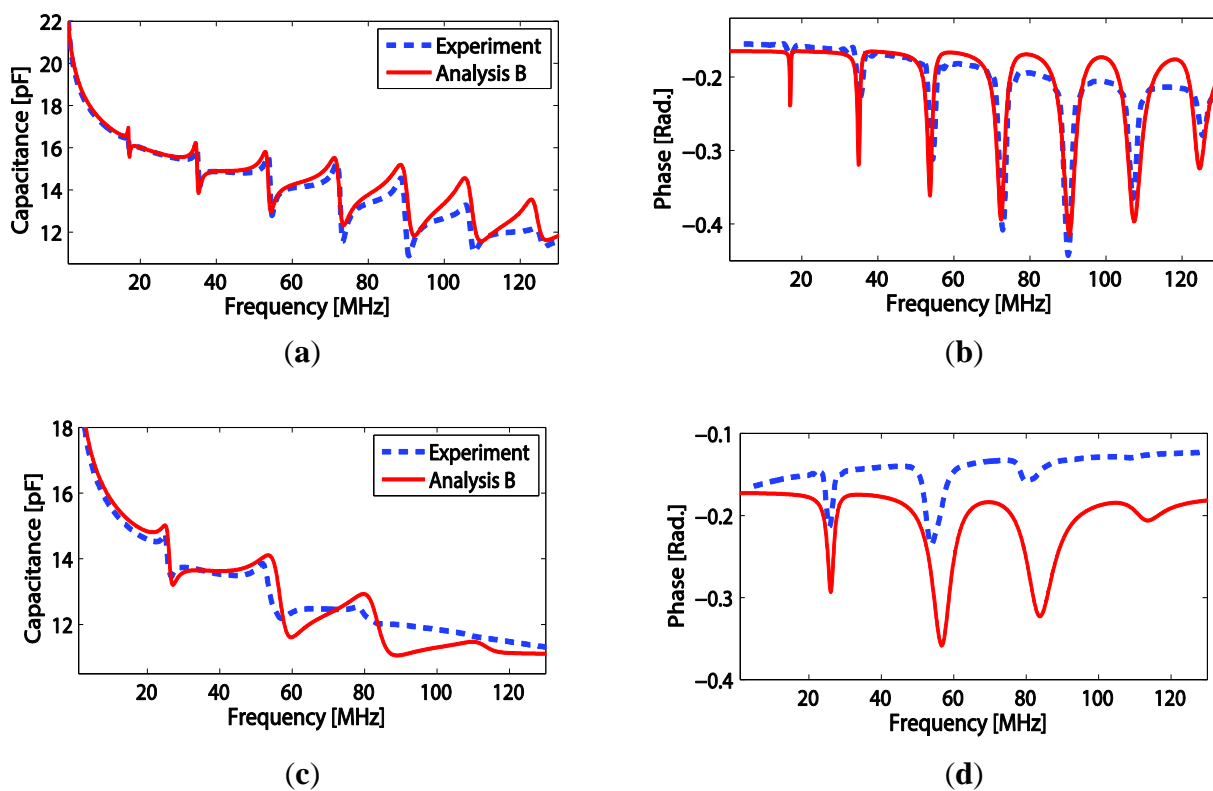 22
20
18
16
14
12
Capacitance [pF]
Experiment
Analysis B
20 40 60 80 100 120
Frequency [MHz]
(a)
−0.2
−0.3
−0.4
Phase [Rad.]
20 40 60 80 100 120
Frequency [MHz]
(b)
18
16
14
12
Capacitance [pF]
Experiment
Analysis B
20 40 60 80 100 120
Frequency [MHz]
(c)
−0.1
−0.2
−0.3
−0.4
Phase [Rad.]
20 40 60 80 100 120
Frequency [MHz]
(d)